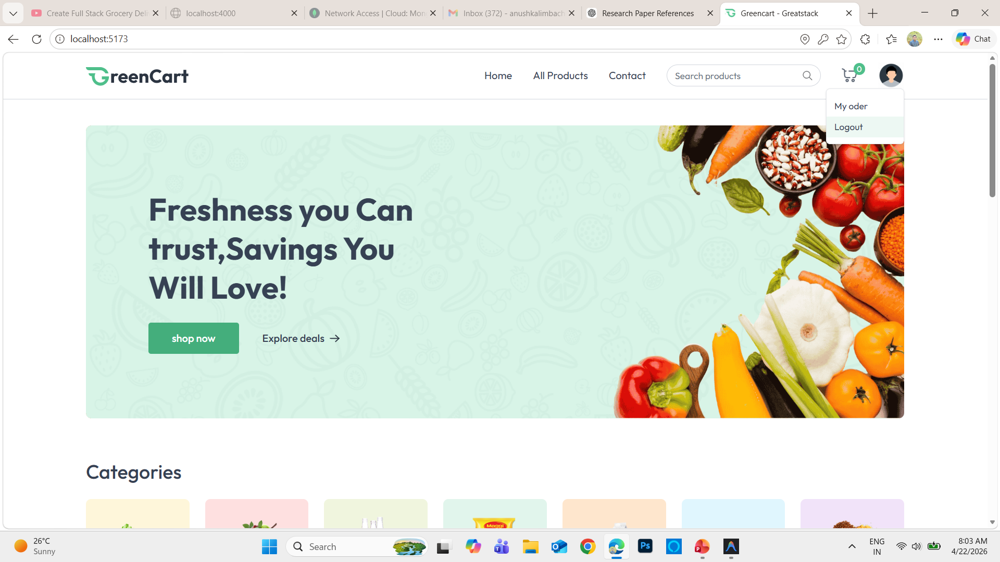 Create Full Stack Grocery Deli
localhost:4000
Network Access | Cloud: Mon
Inbox (372) - anushkalimbach
Research Paper References
Greencart - Greatstack
localhost:5173
Chat
GreenCart
Home
All Products
Contact
Search products
0
My oder
Logout
Freshness you Can
trust,Savings You
Will Love!
shop now
Explore deals
Categories
Maggi
26°C
Sunny
Search
Ps
ENG
IN
8:03 AM
4/22/2026